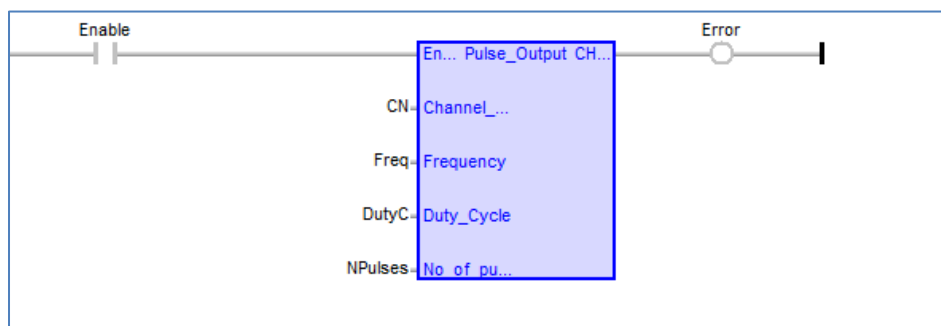 Enable
Error
En... Pulse_Output CH...
CN Channel_...
Freq Frequency
DutyC Duty_Cycle
NPulses No_of_pu...